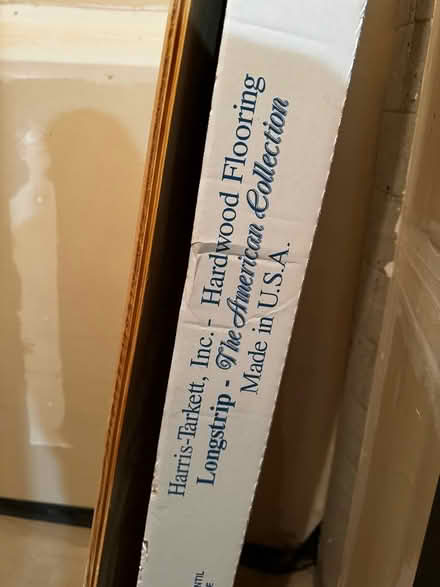 Harris-Tarkett, Inc. - Hardwood Flooring
Longstrip - The American Collection
Made in U.S.A.